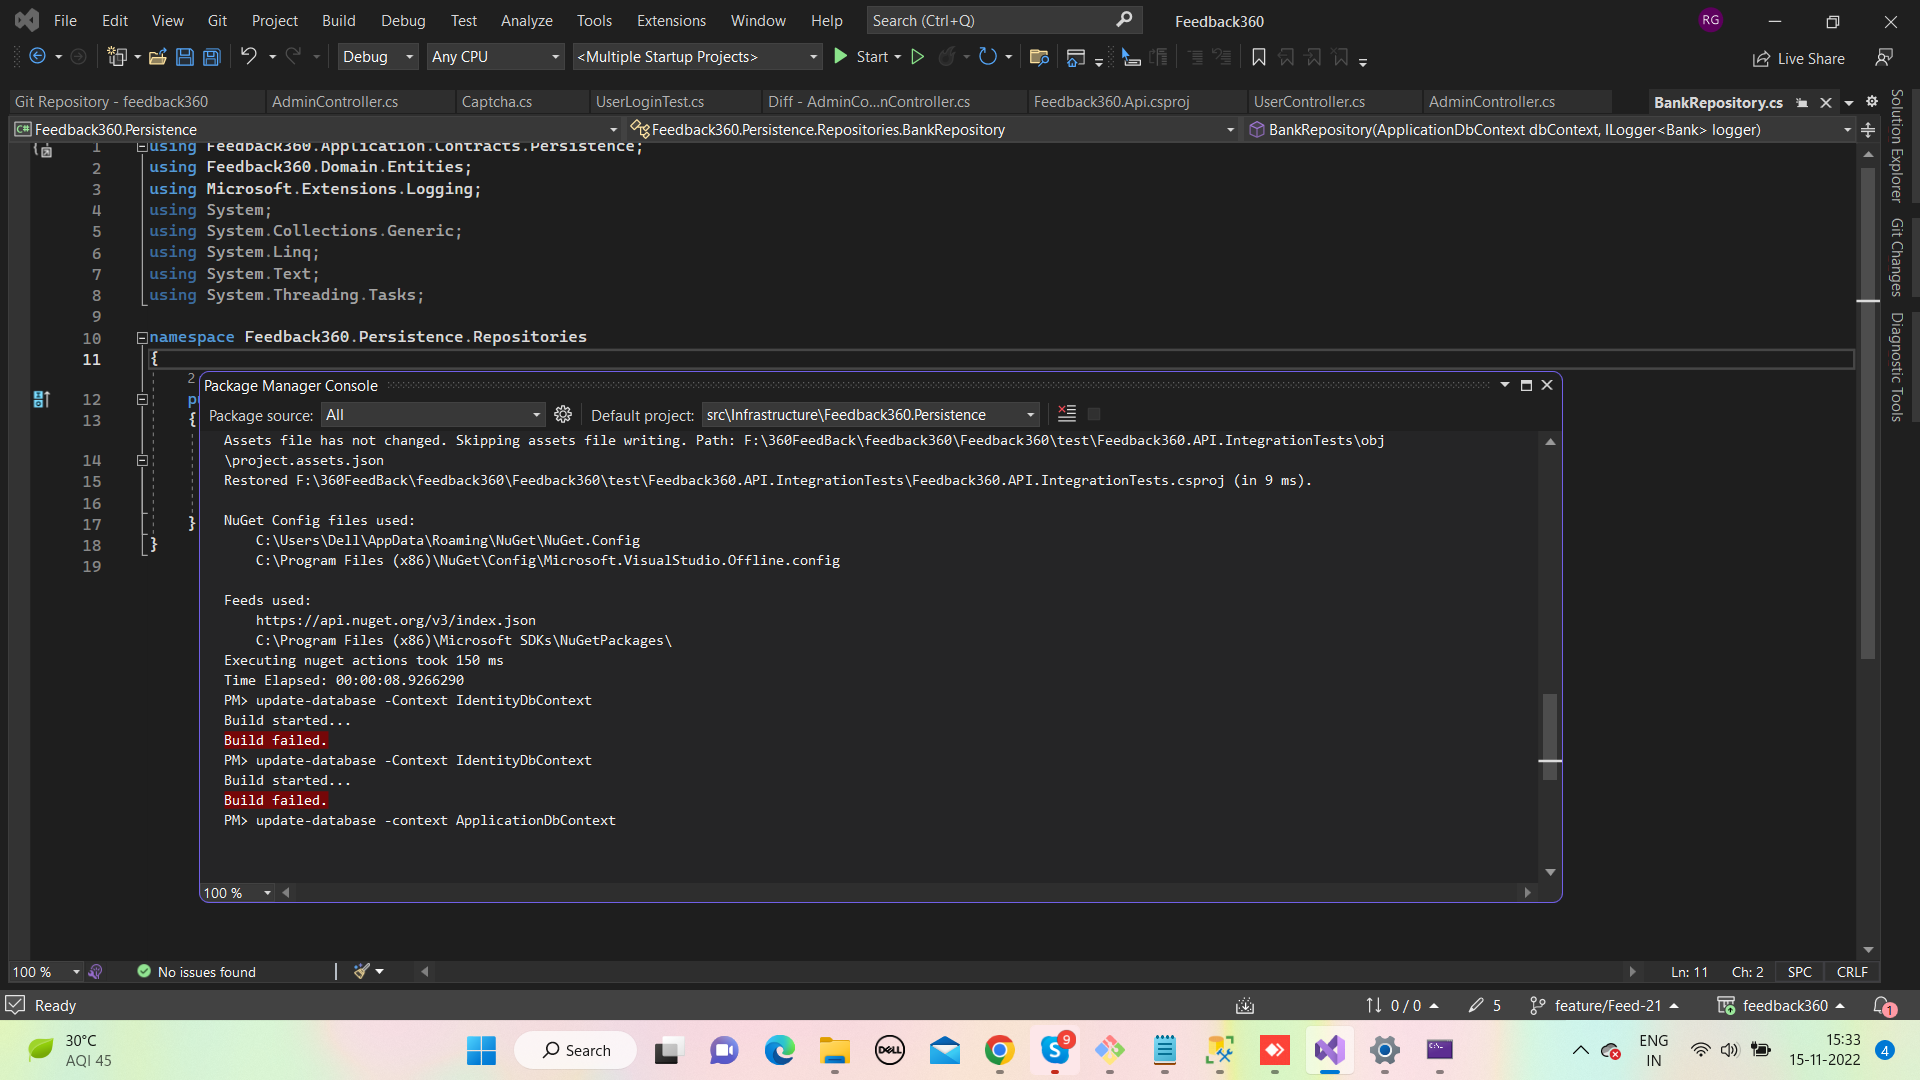 File Edit View Git Project Build Debug Test Analyze Tools Extensions Window Help Search (Ctrl+Q) Feedback360 RG
Debug Any CPU <Multiple Startup Projects> Start Live Share
Git Repository - feedback360 AdminController.cs Captcha.cs UserLoginTest.cs Diff - AdminCo...nController.cs Feedback360.Api.csproj UserController.cs AdminController.cs BankRepository.cs
Feedback360.Persistence Feedback360.Persistence.Repositories.BankRepository BankRepository(ApplicationDbContext dbContext, ILogger<Bank> logger)
1 using Feedback360.Application.Contracts.Persistence;
2 using Feedback360.Domain.Entities;
3 using Microsoft.Extensions.Logging;
4 using System;
5 using System.Collections.Generic;
6 using System.Linq;
7 using System.Text;
8 using System.Threading.Tasks;
9
10 namespace Feedback360.Persistence.Repositories
11 {
2
12
13 {
14
15
16
17 }
18 }
19
Package Manager Console
Package source: All Default project: src\Infrastructure\Feedback360.Persistence
Assets file has not changed. Skipping assets file writing. Path: F:\360FeedBack\feedback360\Feedback360\test\Feedback360.API.IntegrationTests\obj
\project.assets.json
Restored F:\360FeedBack\feedback360\Feedback360\test\Feedback360.API.IntegrationTests\Feedback360.API.IntegrationTests.csproj (in 9 ms).
NuGet Config files used:
C:\Users\Dell\AppData\Roaming\NuGet\NuGet.Config
C:\Program Files (x86)\NuGet\Config\Microsoft.VisualStudio.Offline.config
Feeds used:
https://api.nuget.org/v3/index.json
C:\Program Files (x86)\Microsoft SDKs\NuGetPackages\
Executing nuget actions took 150 ms
Time Elapsed: 00:00:08.9266290
PM> update-database -Context IdentityDbContext
Build started...
Build failed.
PM> update-database -Context IdentityDbContext
Build started...
Build failed.
PM> update-database -context ApplicationDbContext
100 %
Solution Explorer
Git Changes
Diagnostic Tools
100 % No issues found Ln: 11 Ch: 2 SPC CRLF
Ready 0 / 0 5 feature/Feed-21 feedback360 1
30°C
AQI 45
Search DELL 9
ENG
IN
15:33
15-11-2022
4